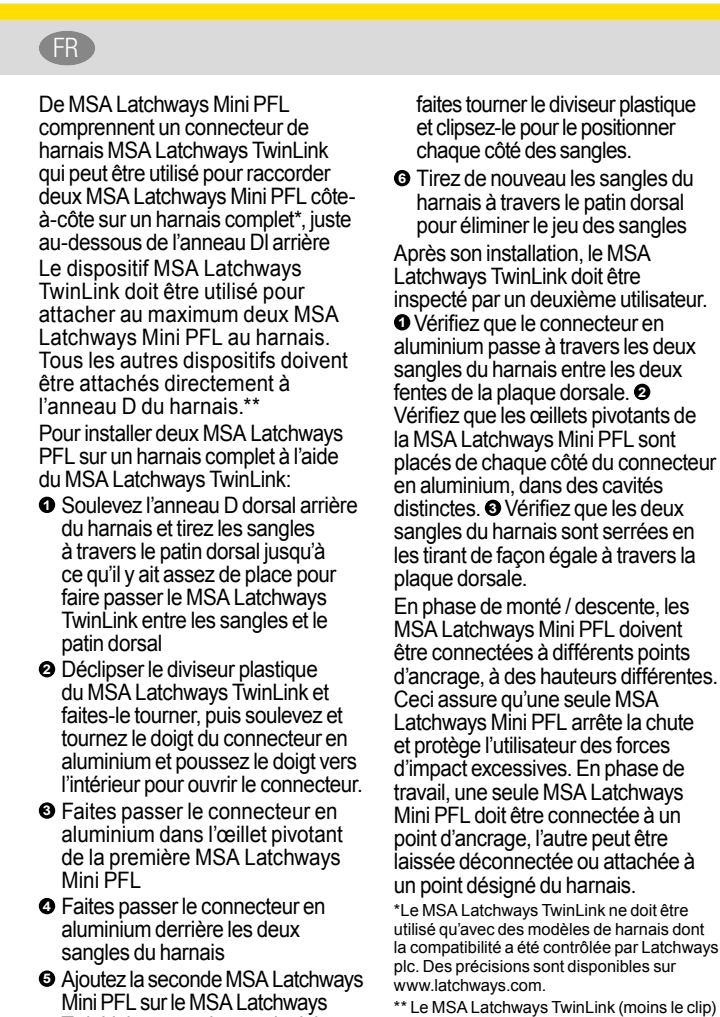 FR
De MSA Latchways Mini PFL
comprennent un connecteur de
harnais MSA Latchways TwinLink
qui peut être utilisé pour raccorder
deux MSA Latchways Mini PFL côte-
à-côte sur un harnais complet*, juste
au-dessous de l’anneau Dl arrière
Le dispositif MSA Latchways
TwinLink doit être utilisé pour
attacher au maximum deux MSA
Latchways Mini PFL au harnais.
Tous les autres dispositifs doivent
être attachés directement à
l’anneau D du harnais.**
Pour installer deux MSA Latchways
PFL sur un harnais complet à l’aide
du MSA Latchways TwinLink:
❶ Soulevez l’anneau D dorsal arrière
du harnais et tirez les sangles
à travers le patin dorsal jusqu’à
ce qu’il y ait assez de place pour
faire passer le MSA Latchways
TwinLink entre les sangles et le
patin dorsal
❷ Déclipser le diviseur plastique
du MSA Latchways TwinLink et
faites-le tourner, puis soulevez et
tournez le doigt du connecteur en
aluminium et poussez le doigt vers
l’intérieur pour ouvrir le connecteur.
❸ Faites passer le connecteur en
aluminium dans l’œillet pivotant
de la première MSA Latchways
Mini PFL
❹ Faites passer le connecteur en
aluminium derrière les deux
sangles du harnais
❺ Ajoutez la seconde MSA Latchways
Mini PFL sur le MSA Latchways
faites tourner le diviseur plastique
et clipsez-le pour le positionner
chaque côté des sangles.
❻ Tirez de nouveau les sangles du
harnais à travers le patin dorsal
pour éliminer le jeu des sangles
Après son installation, le MSA
Latchways TwinLink doit être
inspecté par un deuxième utilisateur.
❶ Vérifiez que le connecteur en
aluminium passe à travers les deux
sangles du harnais entre les deux
fentes de la plaque dorsale. ❷
Vérifiez que les œillets pivotants de
la MSA Latchways Mini PFL sont
placés de chaque côté du connecteur
en aluminium, dans des cavités
distinctes. ❸ Vérifiez que les deux
sangles du harnais sont serrées en
les tirant de façon égale à travers la
plaque dorsale.
En phase de monté / descente, les
MSA Latchways Mini PFL doivent
être connectées à différents points
d’ancrage, à des hauteurs différentes.
Ceci assure qu’une seule MSA
Latchways Mini PFL arrête la chute
et protège l’utilisateur des forces
d’impact excessives. En phase de
travail, une seule MSA Latchways
Mini PFL doit être connectée à un
point d’ancrage, l’autre peut être
laissée déconnectée ou attachée à
un point désigné du harnais.
*Le MSA Latchways TwinLink ne doit être
utilisé qu’avec des modèles de harnais dont
la compatibilité a été contrôlée par Latchways
plc. Des précisions sont disponibles sur
www.latchways.com.
** Le MSA Latchways TwinLink (moins le clip)